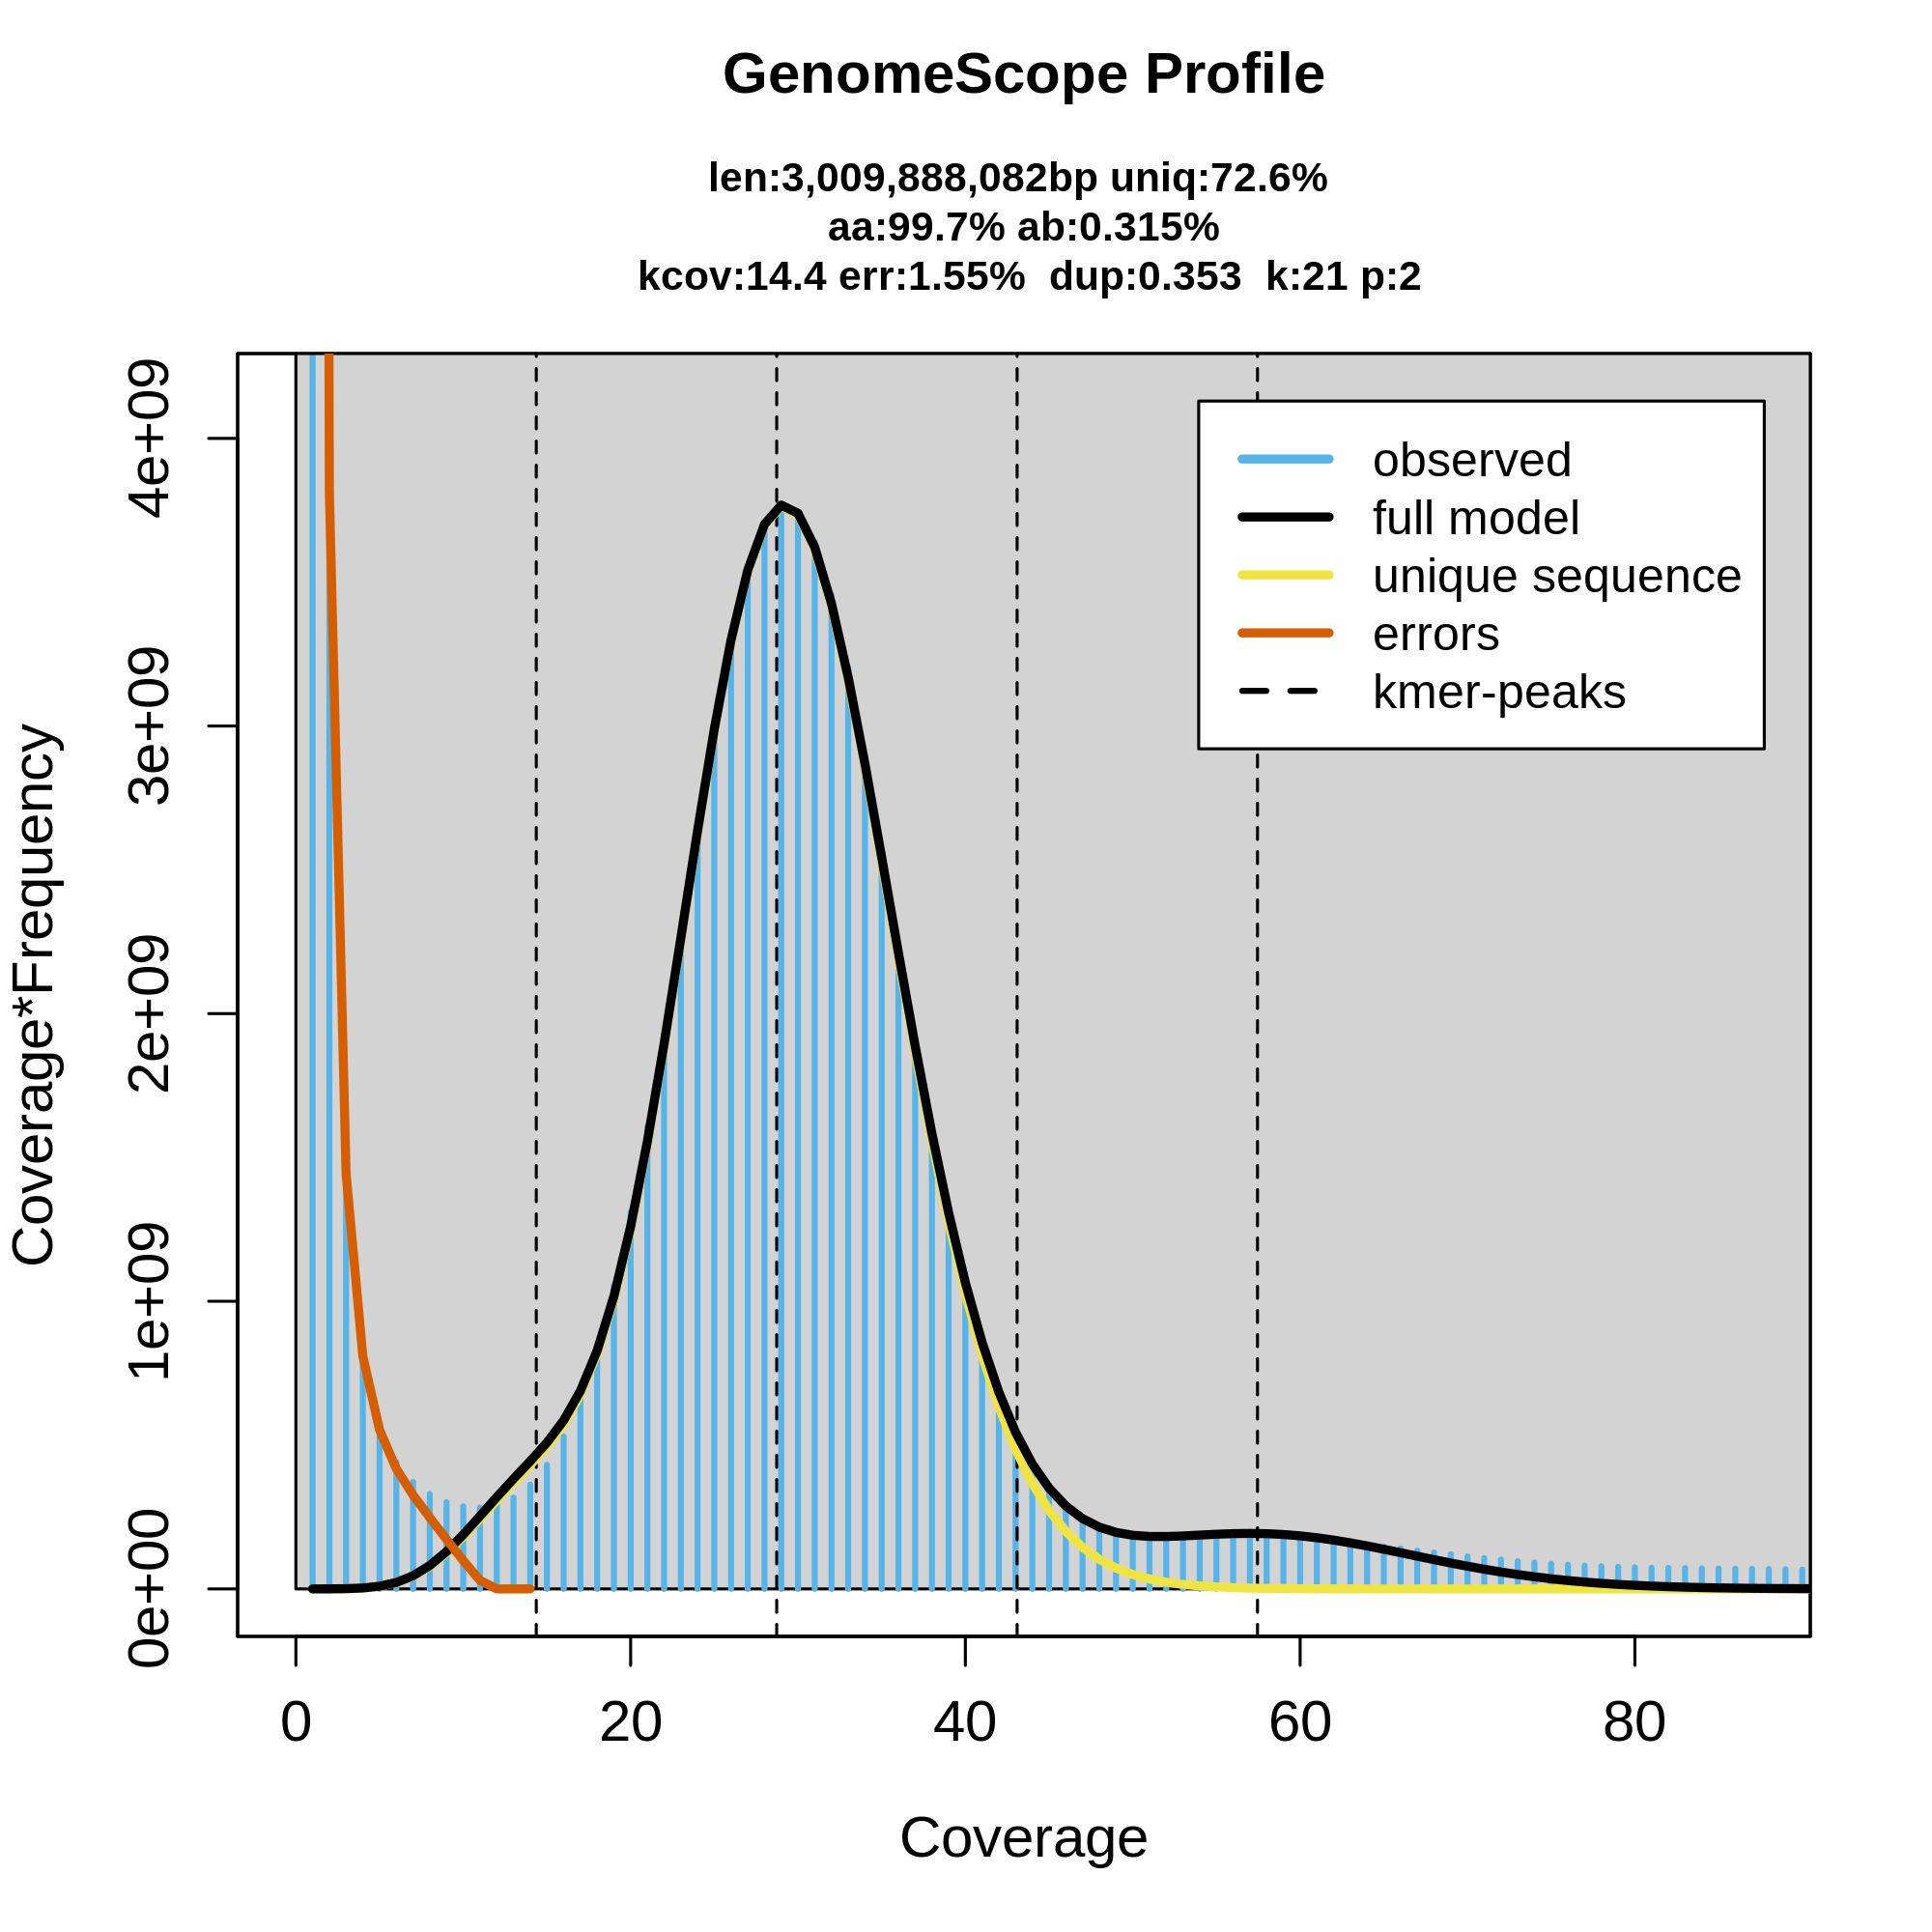 GenomeScope Profile
len:3,009,888,082bp uniq:72.6%
aa:99.7% ab:0.315%
kcov:14.4 err:1.55%  dup:0.353  k:21 p:2
observed
full model
unique sequence
errors
kmer-peaks
Coverage*Frequency
4e+09
3e+09
2e+09
1e+09
0e+00
0 20 40 60 80
Coverage